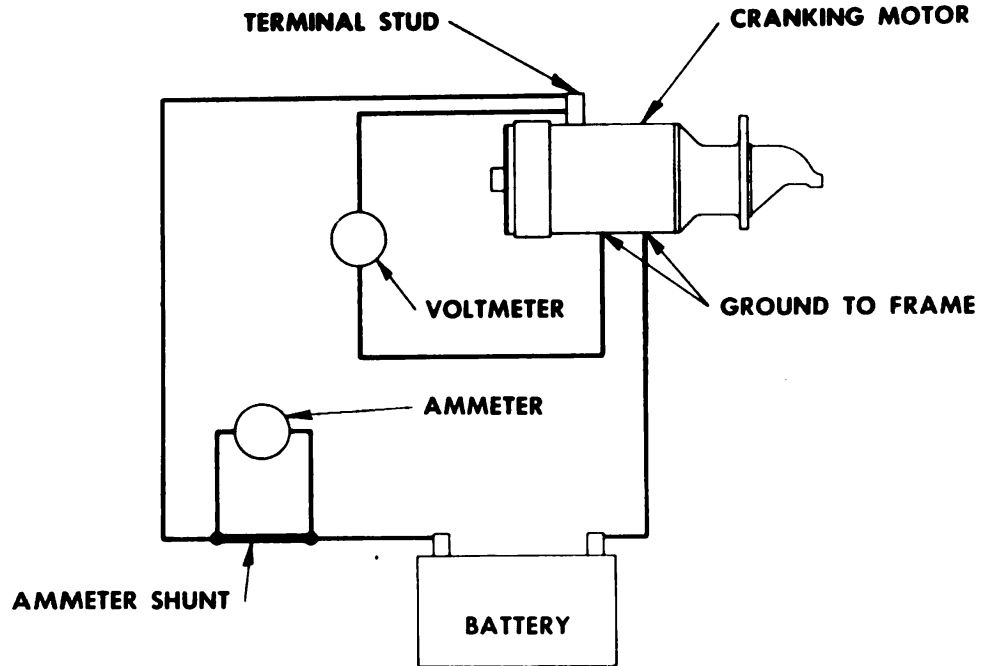 TERMINAL STUD
CRANKING MOTOR
VOLTMETER
GROUND TO FRAME
AMMETER
AMMETER SHUNT
BATTERY